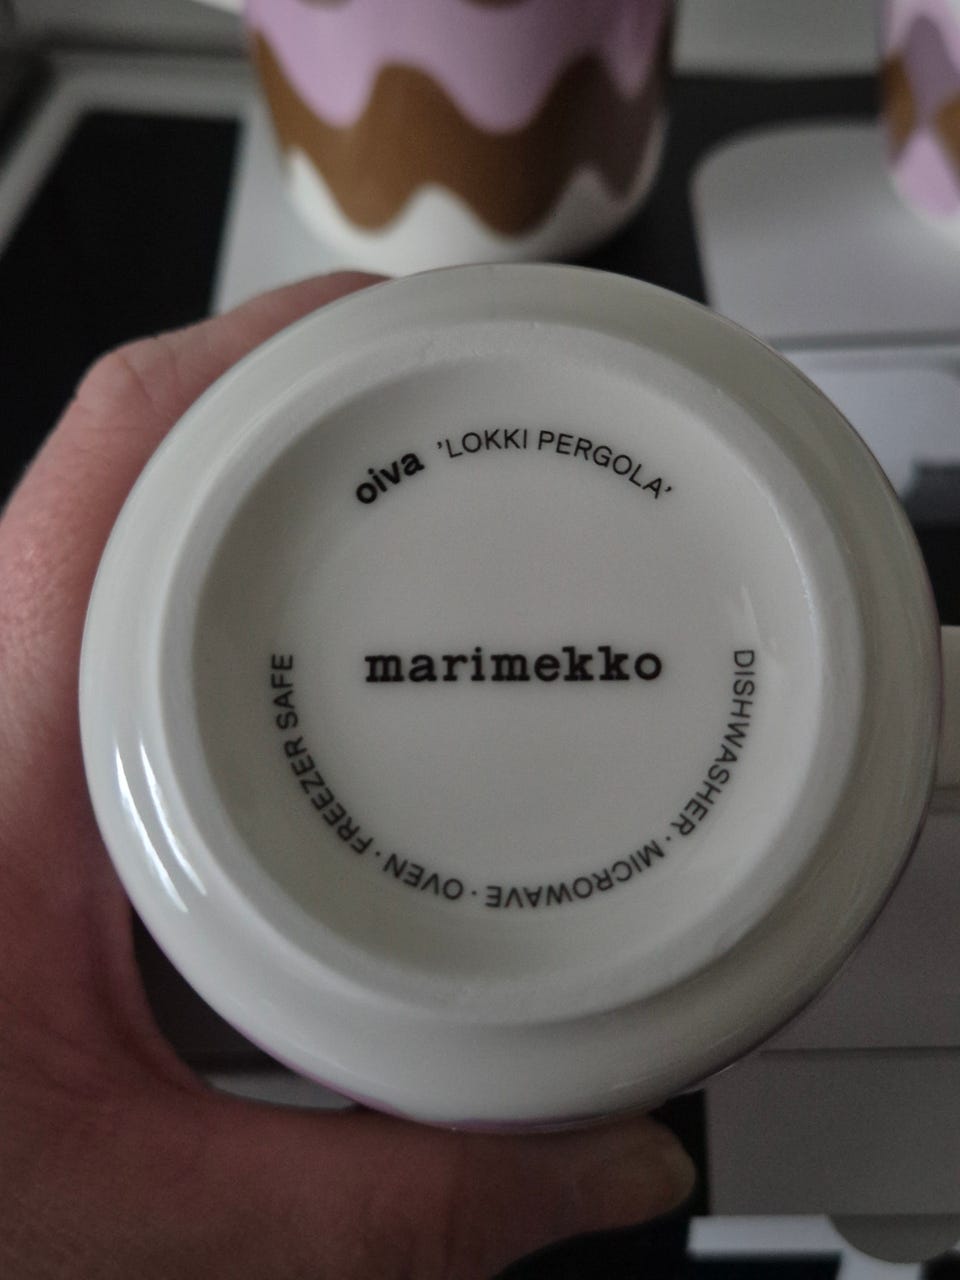 oiva 'LOKKI PERGOLA'
marimekko
DISHWASHER · MICROWAVE · OVEN · FREEZER SAFE